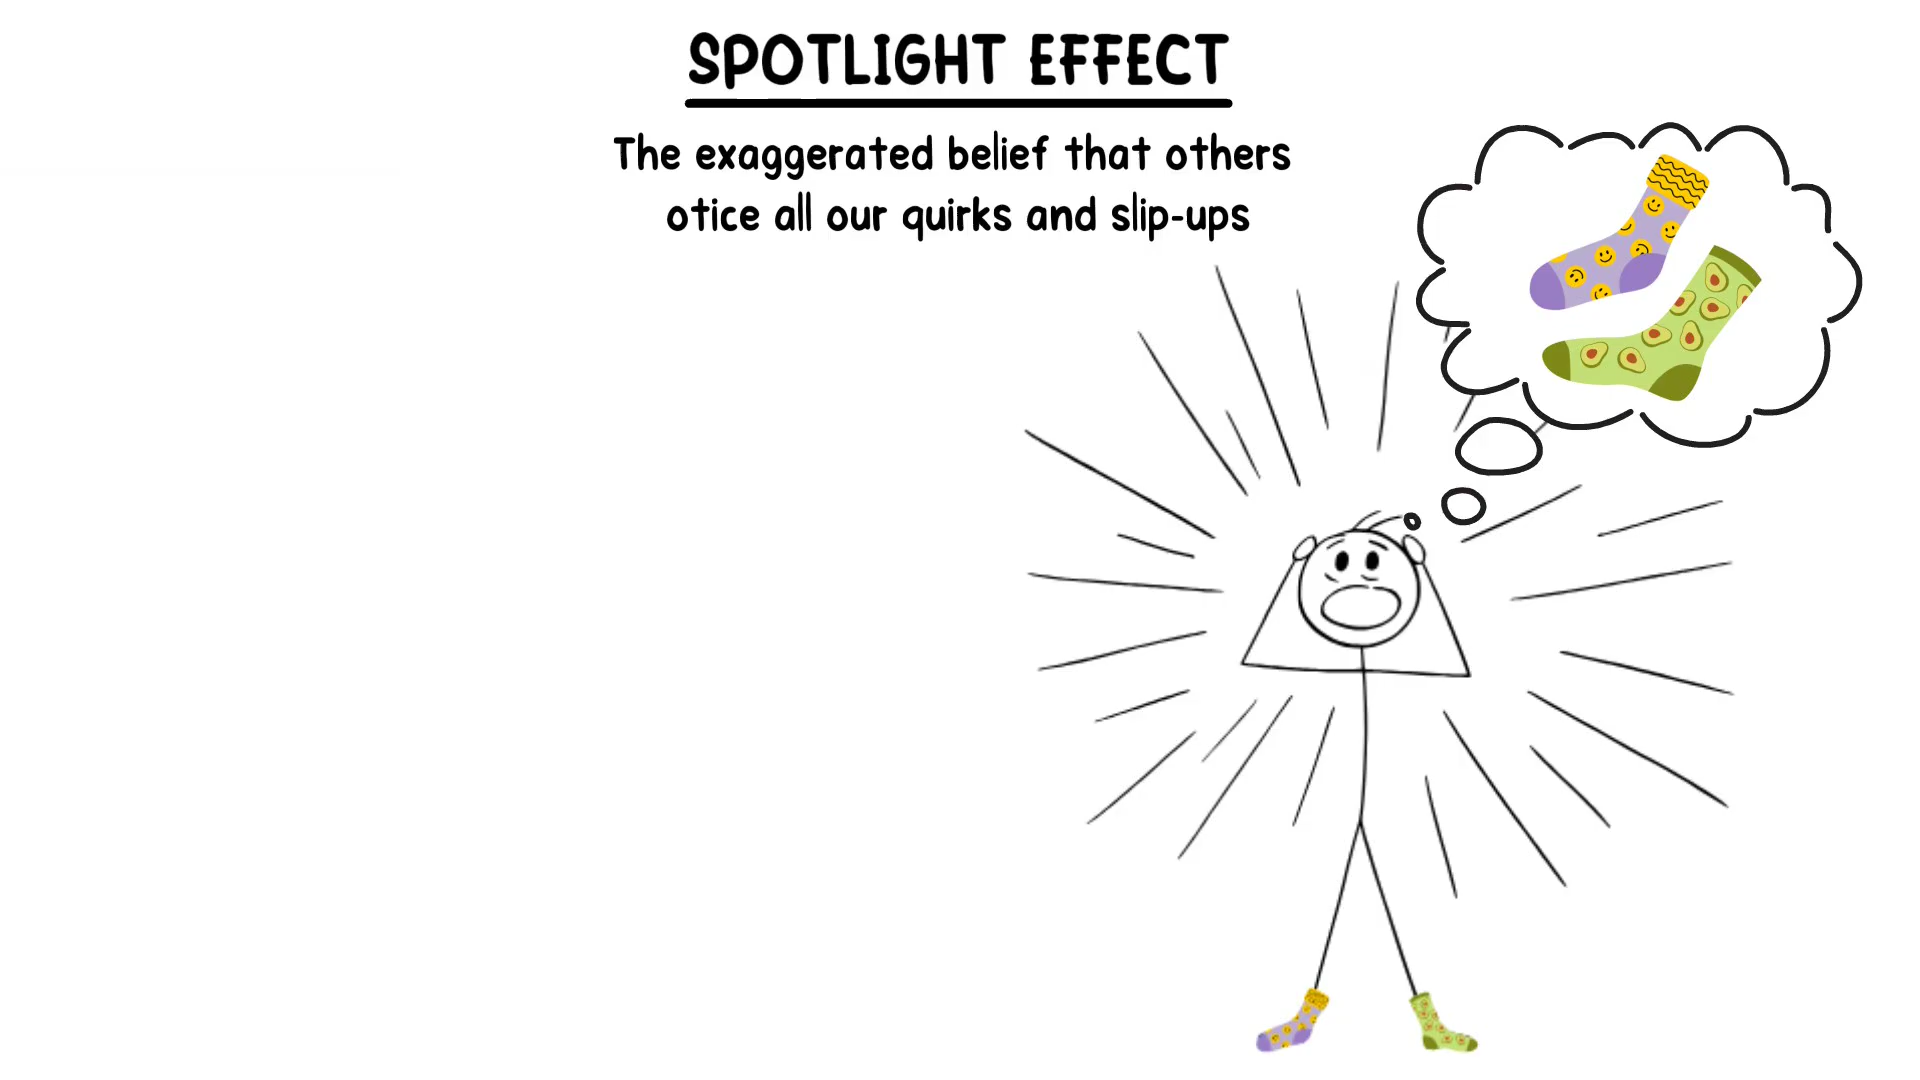 SPOTLIGHT EFFECT
The exaggerated belief that others
otice all our quirks and slip-ups